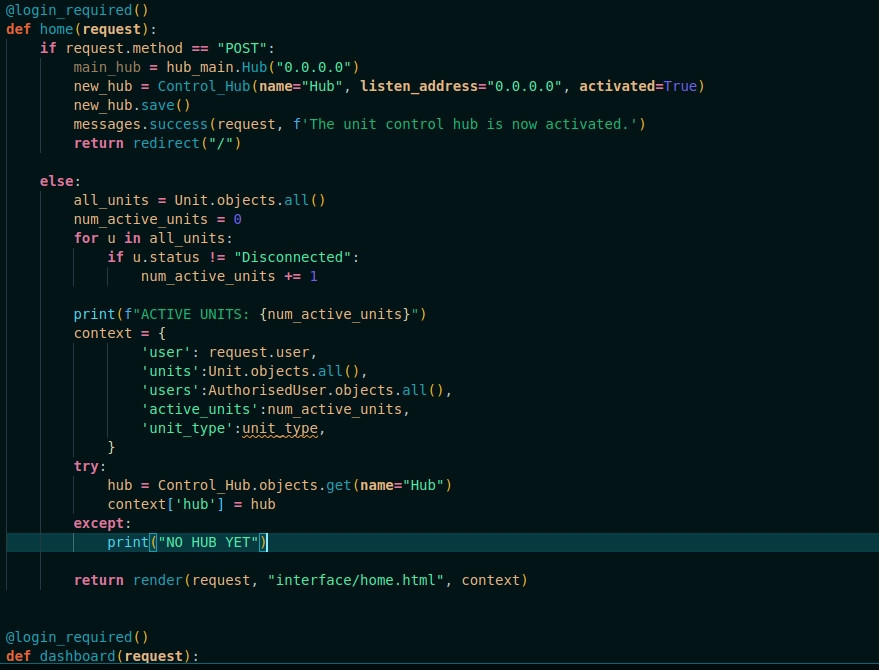 @login_required()
def home(request):
    if request.method == "POST":
        main_hub = hub_main.Hub("0.0.0.0")
        new_hub = Control_Hub(name="Hub", listen_address="0.0.0.0", activated=True)
        new_hub.save()
        messages.success(request, f'The unit control hub is now activated.')
        return redirect("/")

    else:
        all_units = Unit.objects.all()
        num_active_units = 0
        for u in all_units:
            if u.status != "Disconnected":
                num_active_units += 1

        print(f"ACTIVE UNITS: {num_active_units}")
        context = {
                'user': request.user,
                'units':Unit.objects.all(),
                'users':AuthorisedUser.objects.all(),
                'active_units':num_active_units,
                'unit_type':unit_type,
            }
        try:
            hub = Control_Hub.objects.get(name="Hub")
            context['hub'] = hub
        except:
            print("NO HUB YET")

        return render(request, "interface/home.html", context)


@login_required()
def dashboard(request):